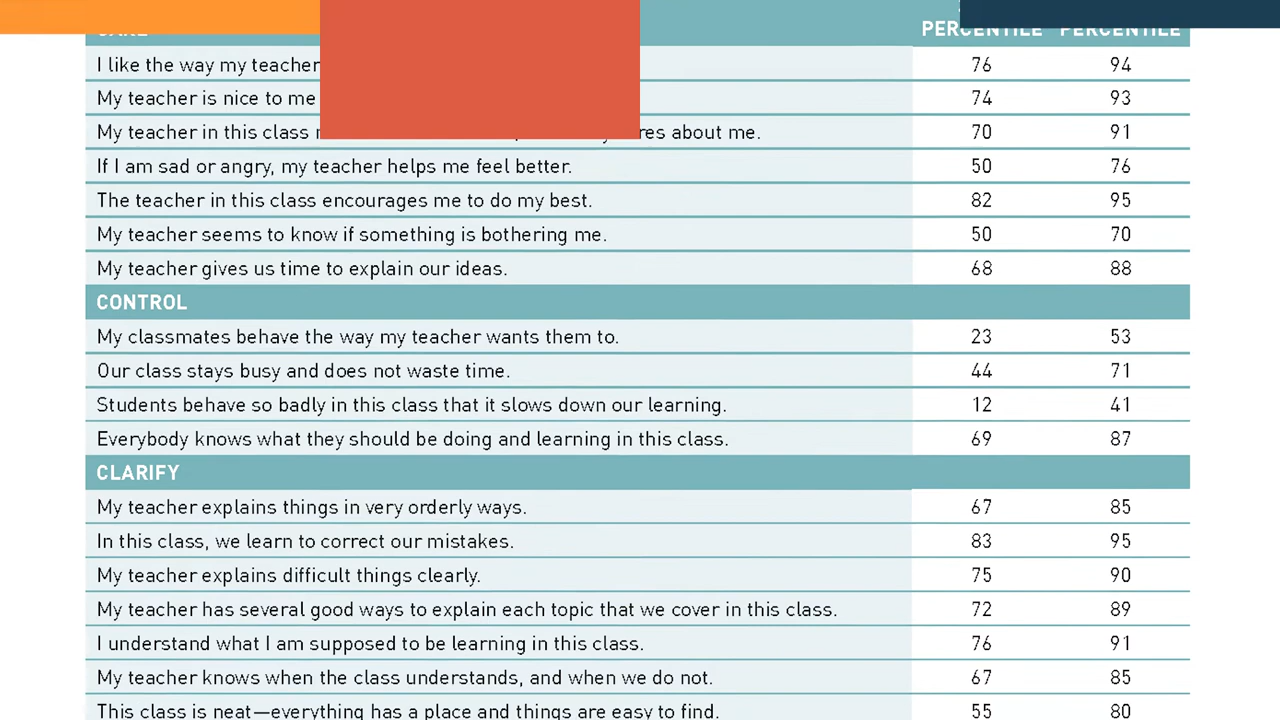 CARE PERCENTILE PERCENTILE
I like the way my teacher 76 94
My teacher is nice to me 74 93
My teacher in this class about me. 70 91
If I am sad or angry, my teacher helps me feel better. 50 76
The teacher in this class encourages me to do my best. 82 95
My teacher seems to know if something is bothering me. 50 70
My teacher gives us time to explain our ideas. 68 88
CONTROL
My classmates behave the way my teacher wants them to. 23 53
Our class stays busy and does not waste time. 44 71
Students behave so badly in this class that it slows down our learning. 12 41
Everybody knows what they should be doing and learning in this class. 69 87
CLARIFY
My teacher explains things in very orderly ways. 67 85
In this class, we learn to correct our mistakes. 83 95
My teacher explains difficult things clearly. 75 90
My teacher has several good ways to explain each topic that we cover in this class. 72 89
I understand what I am supposed to be learning in this class. 76 91
My teacher knows when the class understands, and when we do not. 67 85
This class is neat—everything has a place and things are easy to find. 55 80